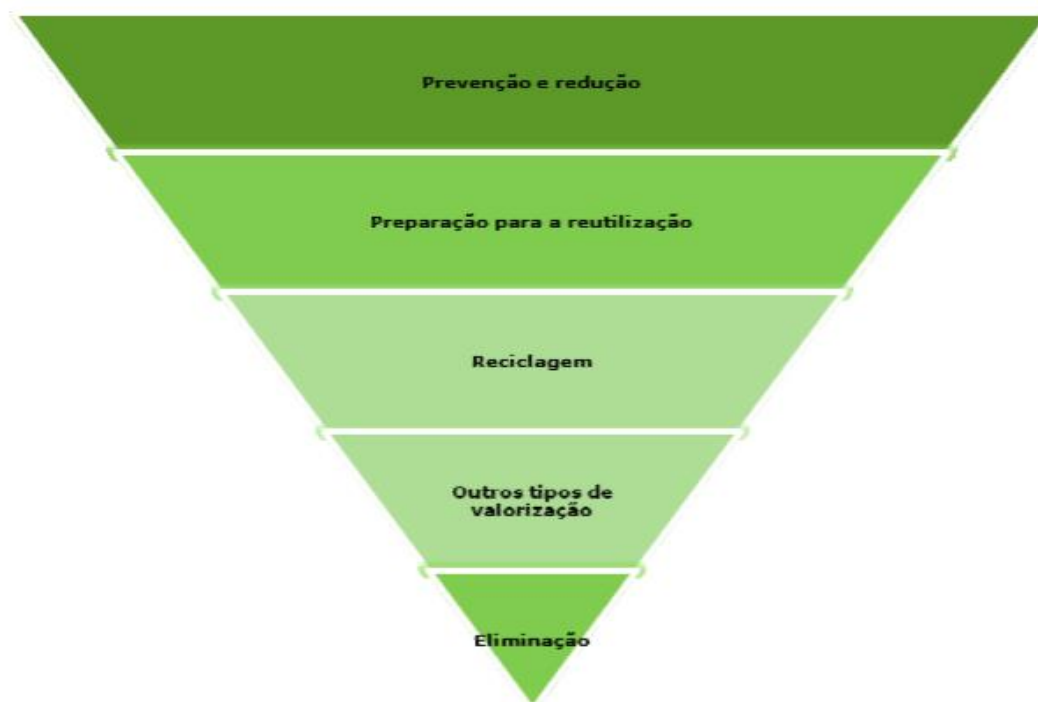 Prevenção e redução
Preparação para a reutilização
Reciclagem
Outros tipos de
valorização
Eliminação